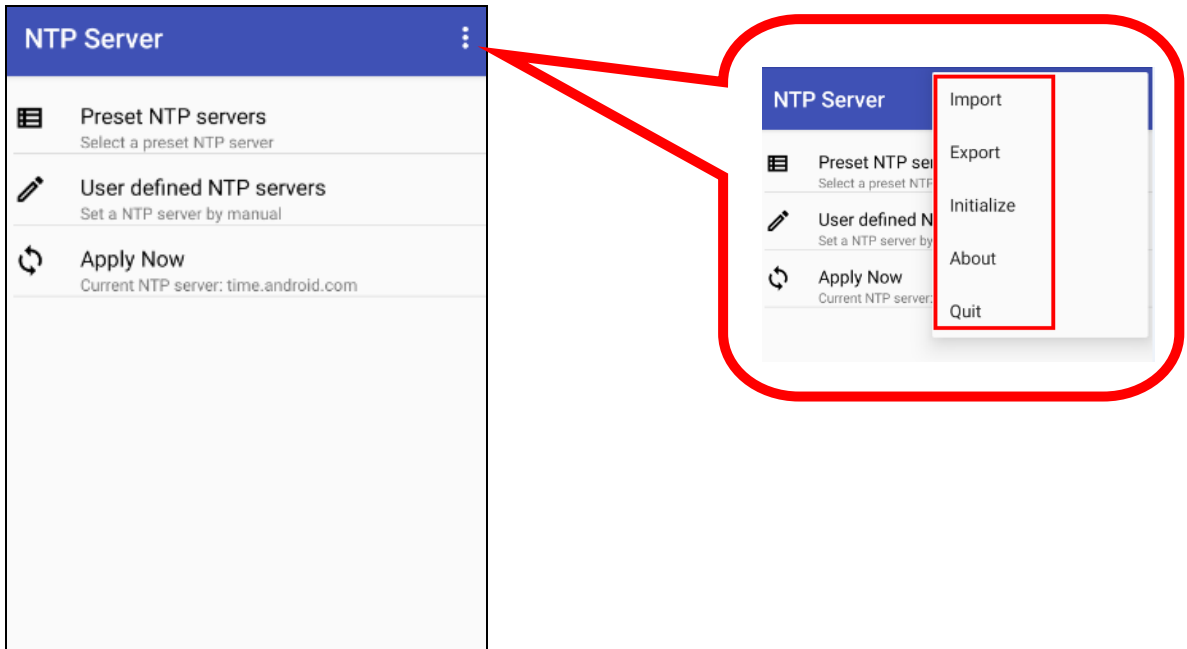 NTP Server
Preset NTP servers
Select a preset NTP server
User defined NTP servers
Set a NTP server by manual
Apply Now
Current NTP server: time.android.com
NTP Server
Import
Export
Initialize
About
Quit
Preset NTP ser
Select a preset NTP
User defined N
Set a NTP server by
Apply Now
Current NTP server: